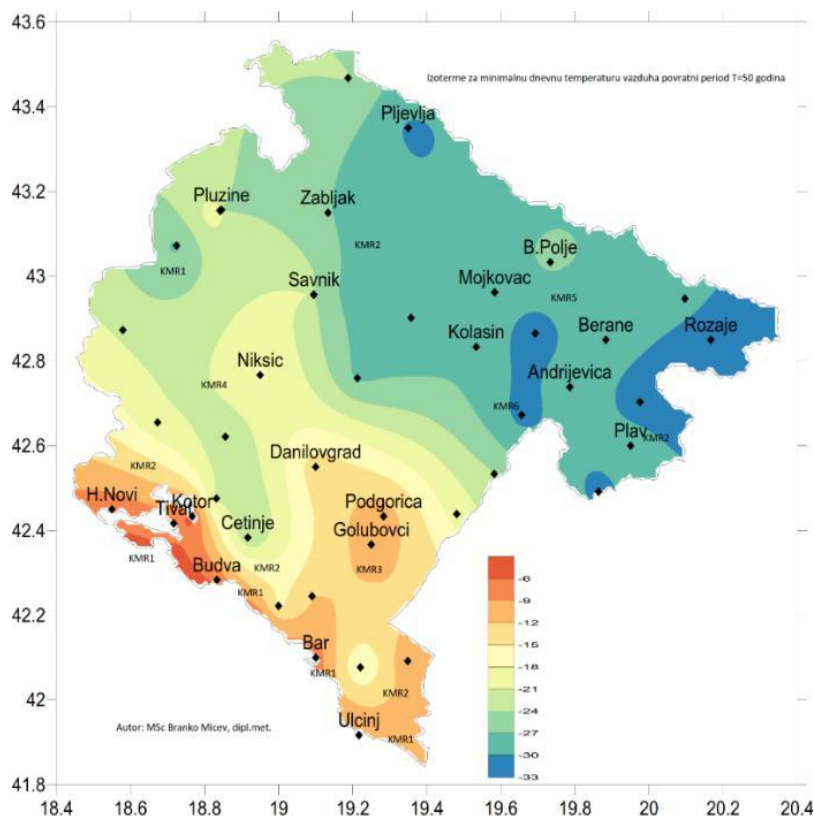 43.6
Izoterme za minimalnu dnevnu temperaturu vazduha povratni period T=50 godina
Pljevlja
43.4
43.2
Pluzine
Zabljak
KMR2
B.Polje
KMR1
43
Savnik
Mojkovac
KMR5
Kolasin
Berane
Rozaje
42.8
Niksic
KMR4
Andrijevica
KMR6
42.6
Plav
KMR2
Danilovgrad
KMR2
H.Novi
Kotor
Tivat
Podgorica
42.4
Cetinje
Golubovci
KMR1
Budva
KMR2
KMR3
KMR1
42.2
Bar
KMR1
KMR2
42
Ulcinj
KMR1
Autor: MSc Branko Micev, dipl.met.
-6
-9
-12
-15
-18
-21
-24
-27
-30
-33
41.8
18.4 18.6 18.8 19 19.2 19.4 19.6 19.8 20 20.2 20.4